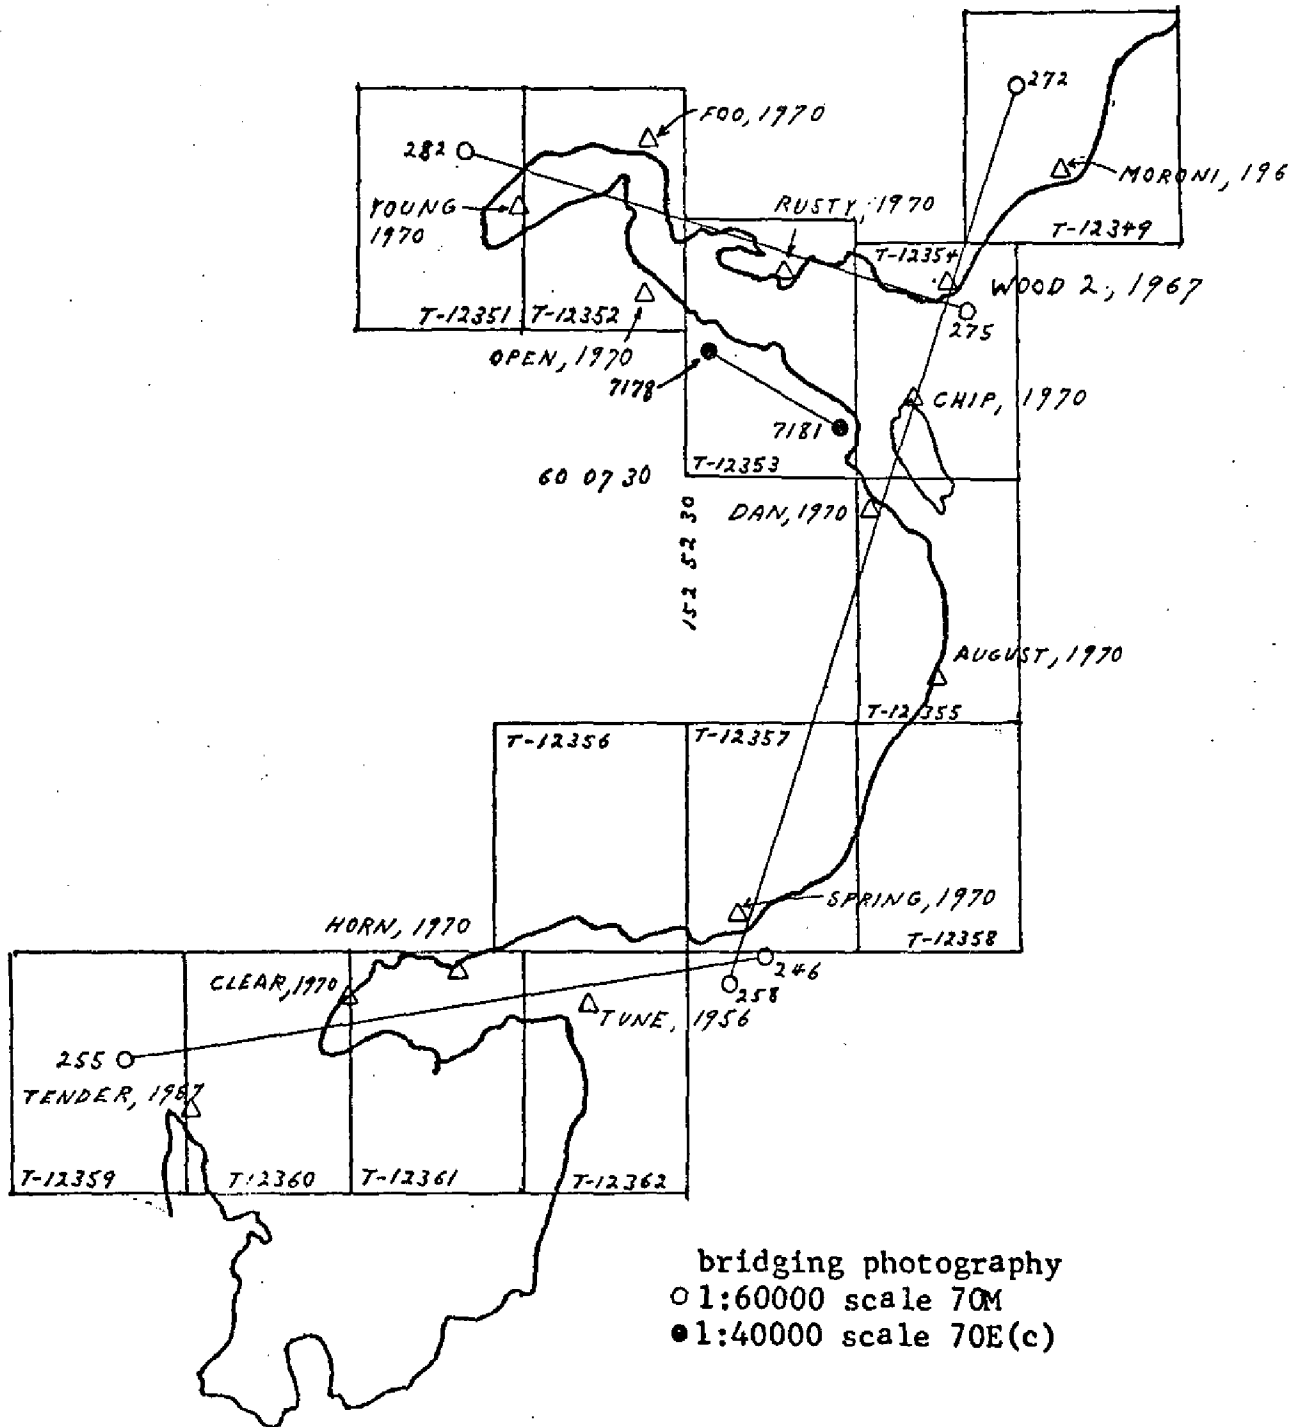 272
FOO, 1970
282
MORONI, 196
YOUNG
1970
RUSTY, 1970
T-12349
T-12354
WOOD 2., 1967
275
T-12351
T-12352
OPEN, 1970
7178
CHIP, 1970
7181
T-12353
60 07 30
152 52 30
DAN, 1970
AUGUST, 1970
T-12355
T-12356
T-12357
SPRING, 1970
HORN, 1970
T-12358
246
CLEAR, 1970
258
TUNE, 1956
255
TENDER, 1967
T-12359
T-12360
T-12361
T-12362
bridging photography
1:60000 scale 70M
1:40000 scale 70E(c)